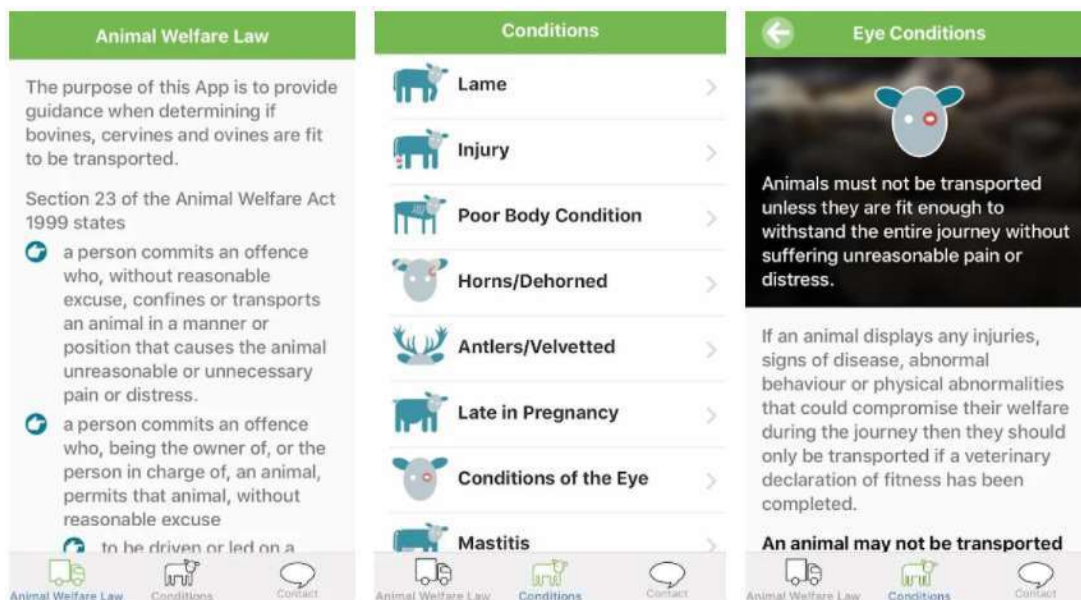 Animal Welfare Law
The purpose of this App is to provide
guidance when determining if
bovines, cervines and ovines are fit
to be transported.
Section 23 of the Animal Welfare Act
1999 states
a person commits an offence
who, without reasonable
excuse, confines or transports
an animal in a manner or
position that causes the animal
unreasonable or unnecessary
pain or distress.
a person commits an offence
who, being the owner of, or the
person in charge of, an animal,
permits that animal, without
reasonable excuse
to be driven or led on a
Animal Welfare Law
Conditions
Contact
Conditions
Lame
Injury
Poor Body Condition
Horns/Dehorned
Antlers/Velvetted
Late in Pregnancy
Conditions of the Eye
Mastitis
Animal Welfare Law
Conditions
Contact
Eye Conditions
Animals must not be transported
unless they are fit enough to
withstand the entire journey without
suffering unreasonable pain or
distress.
If an animal displays any injuries,
signs of disease, abnormal
behaviour or physical abnormalities
that could compromise their welfare
during the journey then they should
only be transported if a veterinary
declaration of fitness has been
completed.
An animal may not be transported
Animal Welfare Law
Conditions
Contact